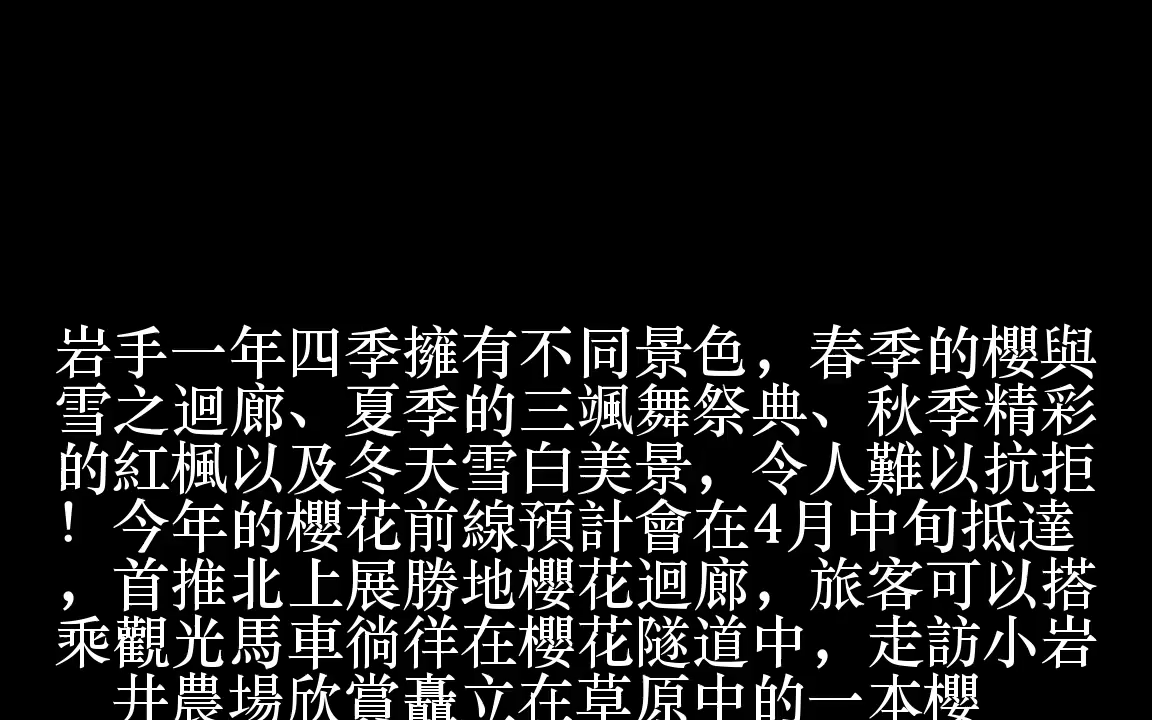 岩手一年四季擁有不同景色，春季的櫻與
雪之迴廊、夏季的三颯舞祭典、秋季精彩
的紅楓以及冬天雪白美景，令人難以抗拒
！今年的櫻花前線預計會在4月中旬抵達
，首推北上展勝地櫻花迴廊，旅客可以搭
乘觀光馬車徜徉在櫻花隧道中，走訪小岩
井農場欣賞矗立在草原中的一本櫻